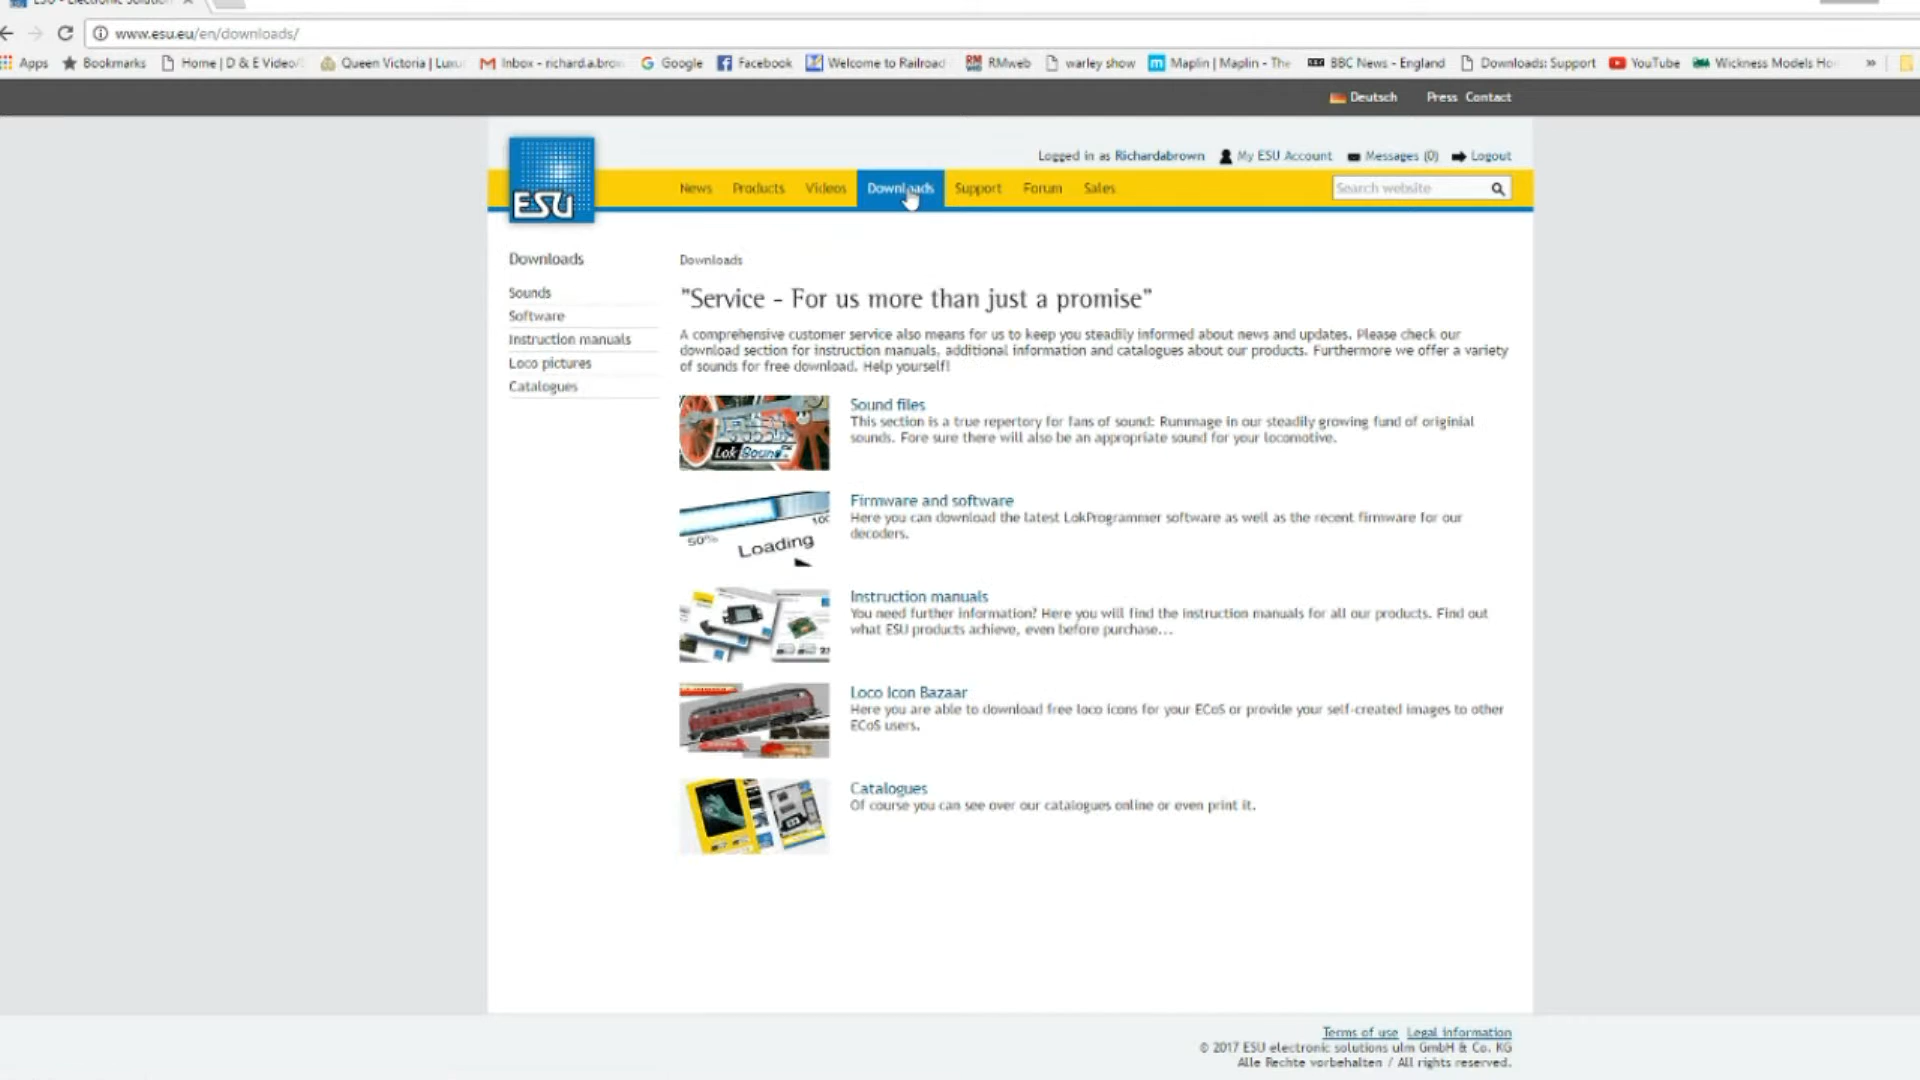 www.esu.eu/en/downloads/
Apps Bookmarks Home | D & E Video/ Queen Victoria | Luxu Inbox - richard.a.brow Google Facebook Welcome to Railroad RMweb warley show Maplin | Maplin - The BBC News - England Downloads: Support YouTube Wickness Models Ho »
Deutsch Press Contact
Logged in as Richardabrown My ESU Account Messages (0) Logout
ESU
News Products Videos Downloads Support Forum Sales Search website
Downloads
Sounds
Software
Instruction manuals
Loco pictures
Catalogues
Downloads
"Service - For us more than just a promise"
A comprehensive customer service also means for us to keep you steadily informed about news and updates. Please check our
download section for instruction manuals, additional information and catalogues about our products. Furthermore we offer a variety
of sounds for free download. Help yourself!
Sound files
This section is a true repertory for fans of sound: Rummage in our steadily growing fund of originial
sounds. Fore sure there will also be an appropriate sound for your locomotive.
Lok Sound
Firmware and software
Here you can download the latest LokProgrammer software as well as the recent firmware for our
decoders.
50% 100
Loading
Instruction manuals
You need further information? Here you will find the instruction manuals for all our products. Find out
what ESU products achieve, even before purchase...
Loco Icon Bazaar
Here you are able to download free loco icons for your ECoS or provide your self-created images to other
ECoS users.
Catalogues
Of course you can see over our catalogues online or even print it.
Terms of use Legal information
© 2017 ESU electronic solutions ulm GmbH & Co. KG
Alle Rechte vorbehalten / All rights reserved.